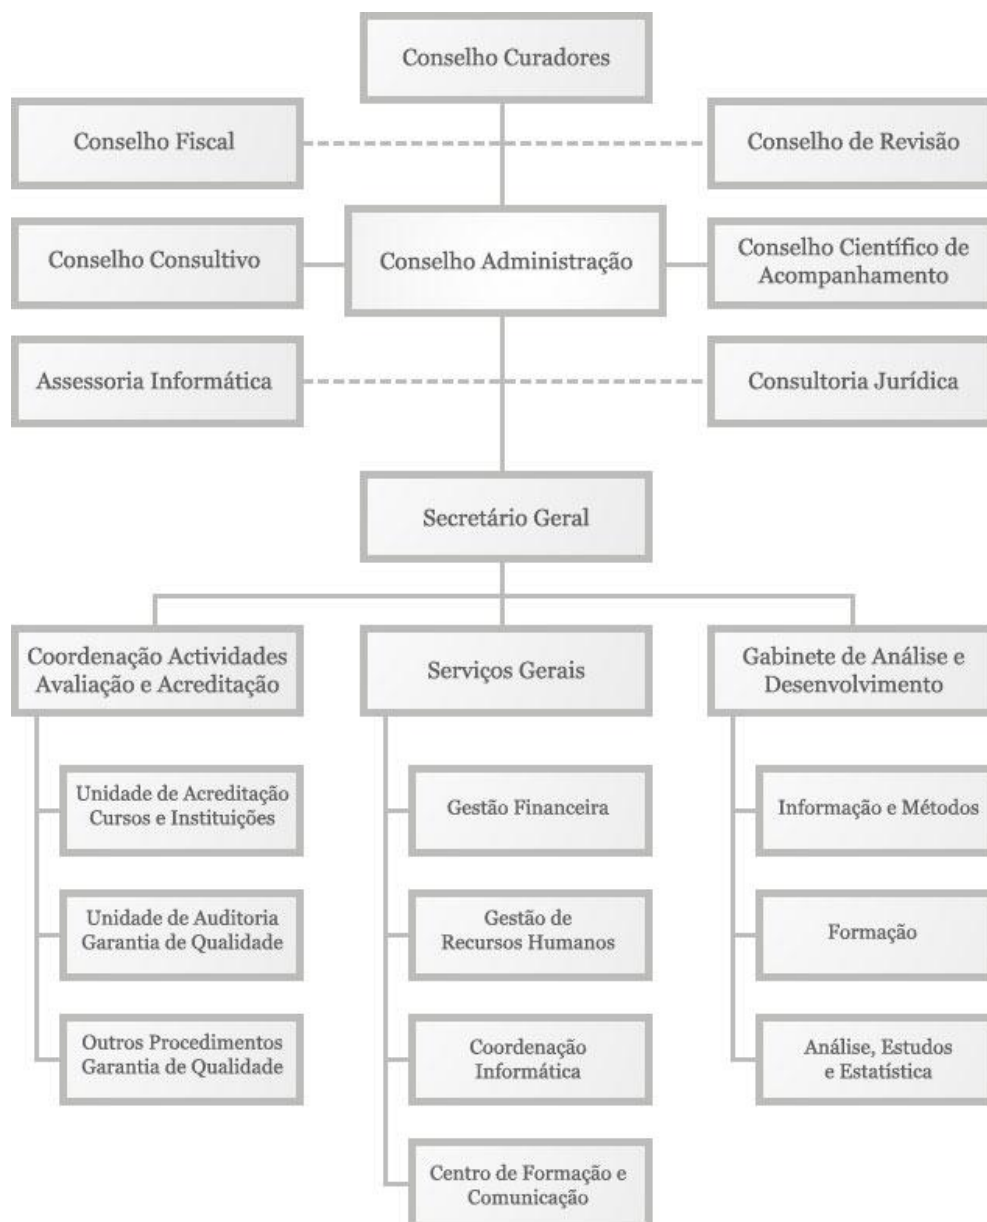 Conselho Curadores
Conselho Fiscal
Conselho de Revisão
Conselho Consultivo
Conselho Administração
Conselho Científico de
Acompanhamento
Assessoria Informática
Consultoria Jurídica
Secretário Geral
Coordenação Actividades
Avaliação e Acreditação
Serviços Gerais
Gabinete de Análise e
Desenvolvimento
Unidade de Acreditação
Cursos e Instituições
Gestão Financeira
Informação e Métodos
Unidade de Auditoria
Garantia de Qualidade
Gestão de
Recursos Humanos
Formação
Outros Procedimentos
Garantia de Qualidade
Coordenação
Informática
Análise, Estudos
e Estatística
Centro de Formação e
Comunicação